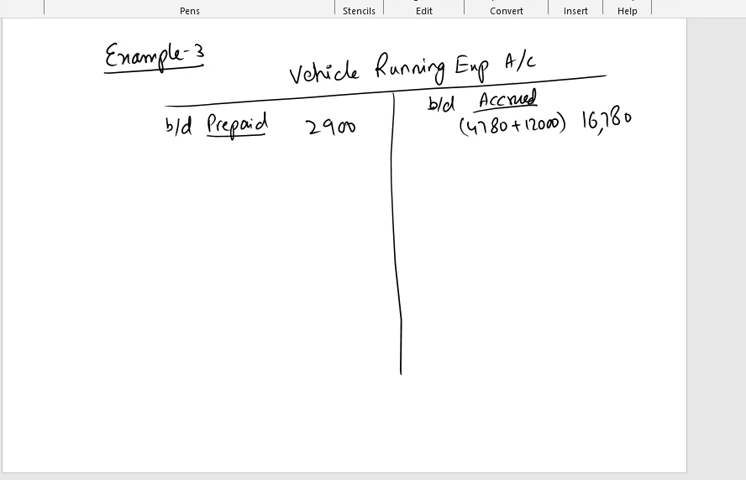 Pens Stencils Edit Convert Insert Help
Example-3
Vehicle Running Exp A/c
b/d Accrued
b/d Prepaid 2900
(4780+12000) 16,780